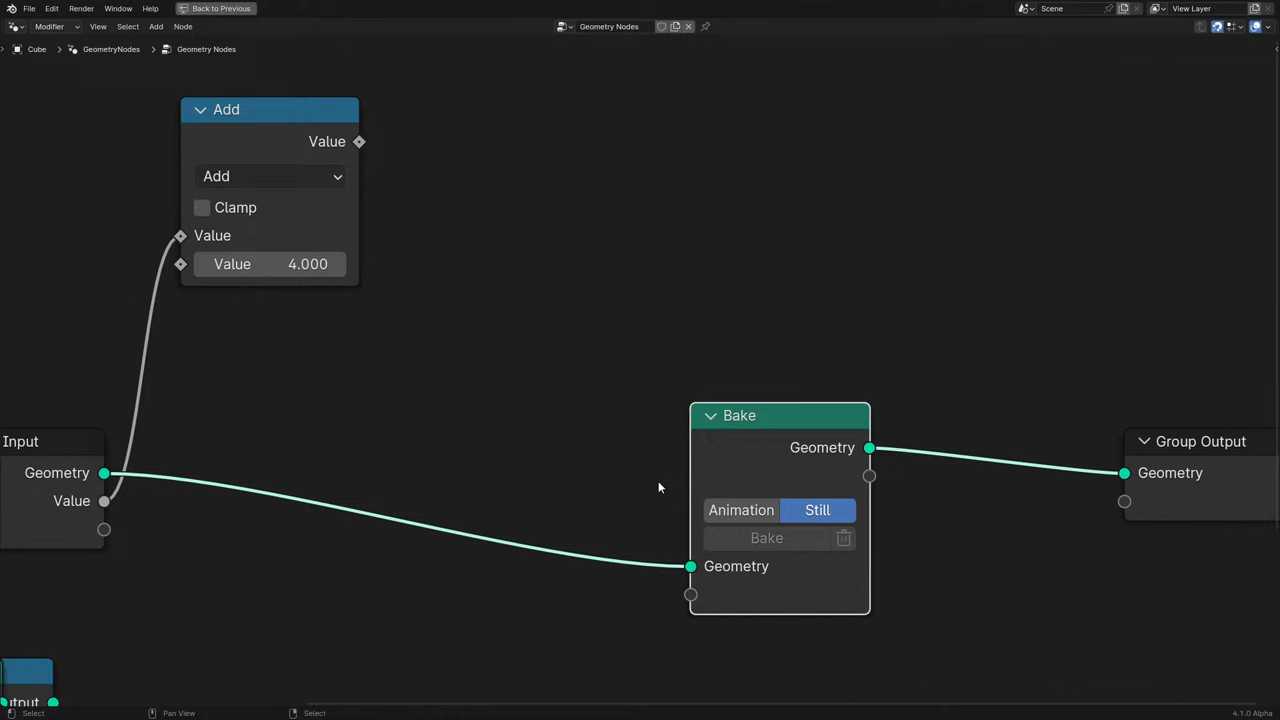 File Edit Render Window Help Back to Previous Scene View Layer
Modifier View Select Add Node Geometry Nodes
Cube GeometryNodes Geometry Nodes
Add
Value
Add
Clamp
Value
Value 4.000
Input
Geometry
Value
Bake
Geometry
Animation Still
Bake
Geometry
Group Output
Geometry
Select Pan View Select 4.1.0 Alpha